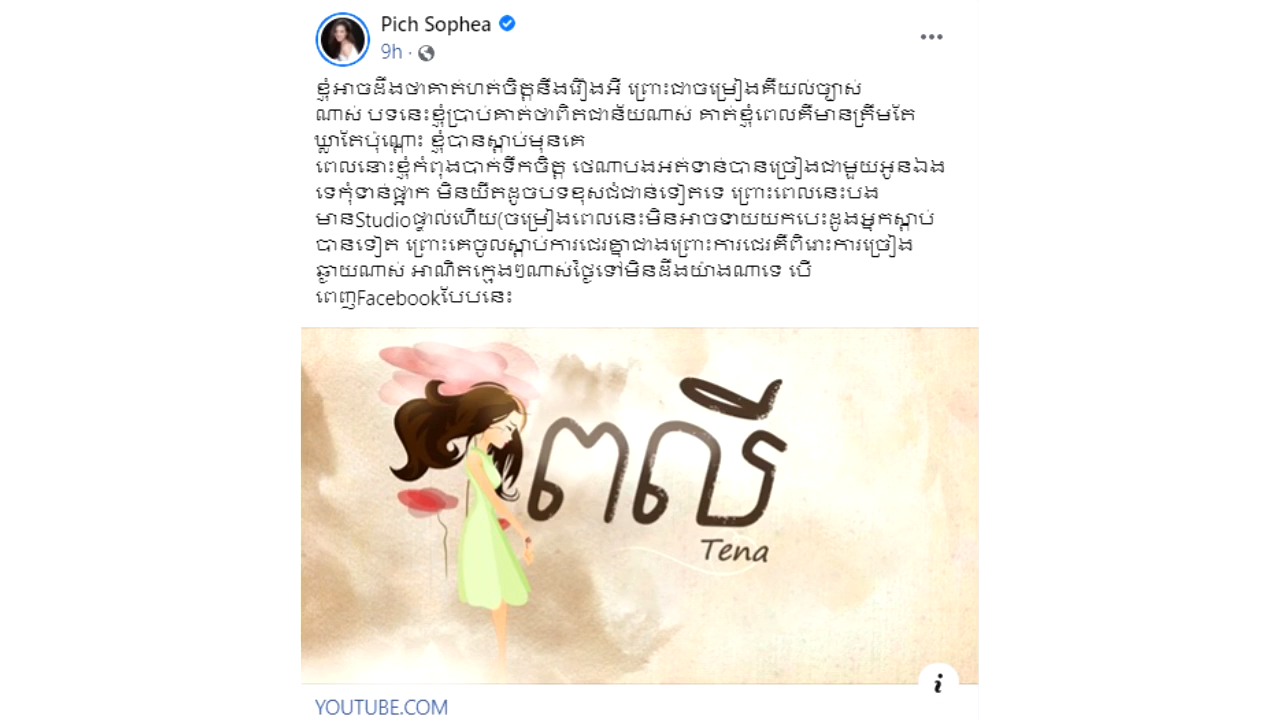 Pich Sophea
9h ·
ខ្ញុំអាចដឹងថាគាត់ហត់ចិត្តនឹងរឿងអី ព្រោះជាចម្រៀងគឺយល់ច្បាស់
ណាស់ បទនេះខ្ញុំប្រាប់គាត់ថាពិតជាន័យណាស់ គាត់ខ្ញុំពេលគឺមានត្រឹមតែ
ឃ្លាតែប៉ុណ្ណោះ ខ្ញុំបានស្តាប់មុនគេ
ពេលនោះខ្ញុំកំពុងបាក់ទឹកចិត្ត ថេណាបងអត់ទាន់បានច្រៀងជាមួយអូនឯង
ទេកុំទាន់ផ្អាក មិនយឺតដូចបទខុសជំជាន់ទៀតទេ ព្រោះពេលនេះបង
មានStudioផ្ទាល់ហើយ(ចម្រៀងពេលនេះមិនអាចទាយយកបេះដូងអ្នកស្តាប់
បានទៀត ព្រោះគេចូលស្តាប់ការជេរគ្នាជាងព្រោះការជេរគឺពិរោះការច្រៀង
ឆ្ងាយណាស់ អាណិតក្មេងៗណាស់ថ្ងៃទៅមិនដឹងយ៉ាងណាទេ បើ
ពេញFacebookបែបនេះ
ពលី
Tena
YOUTUBE.COM